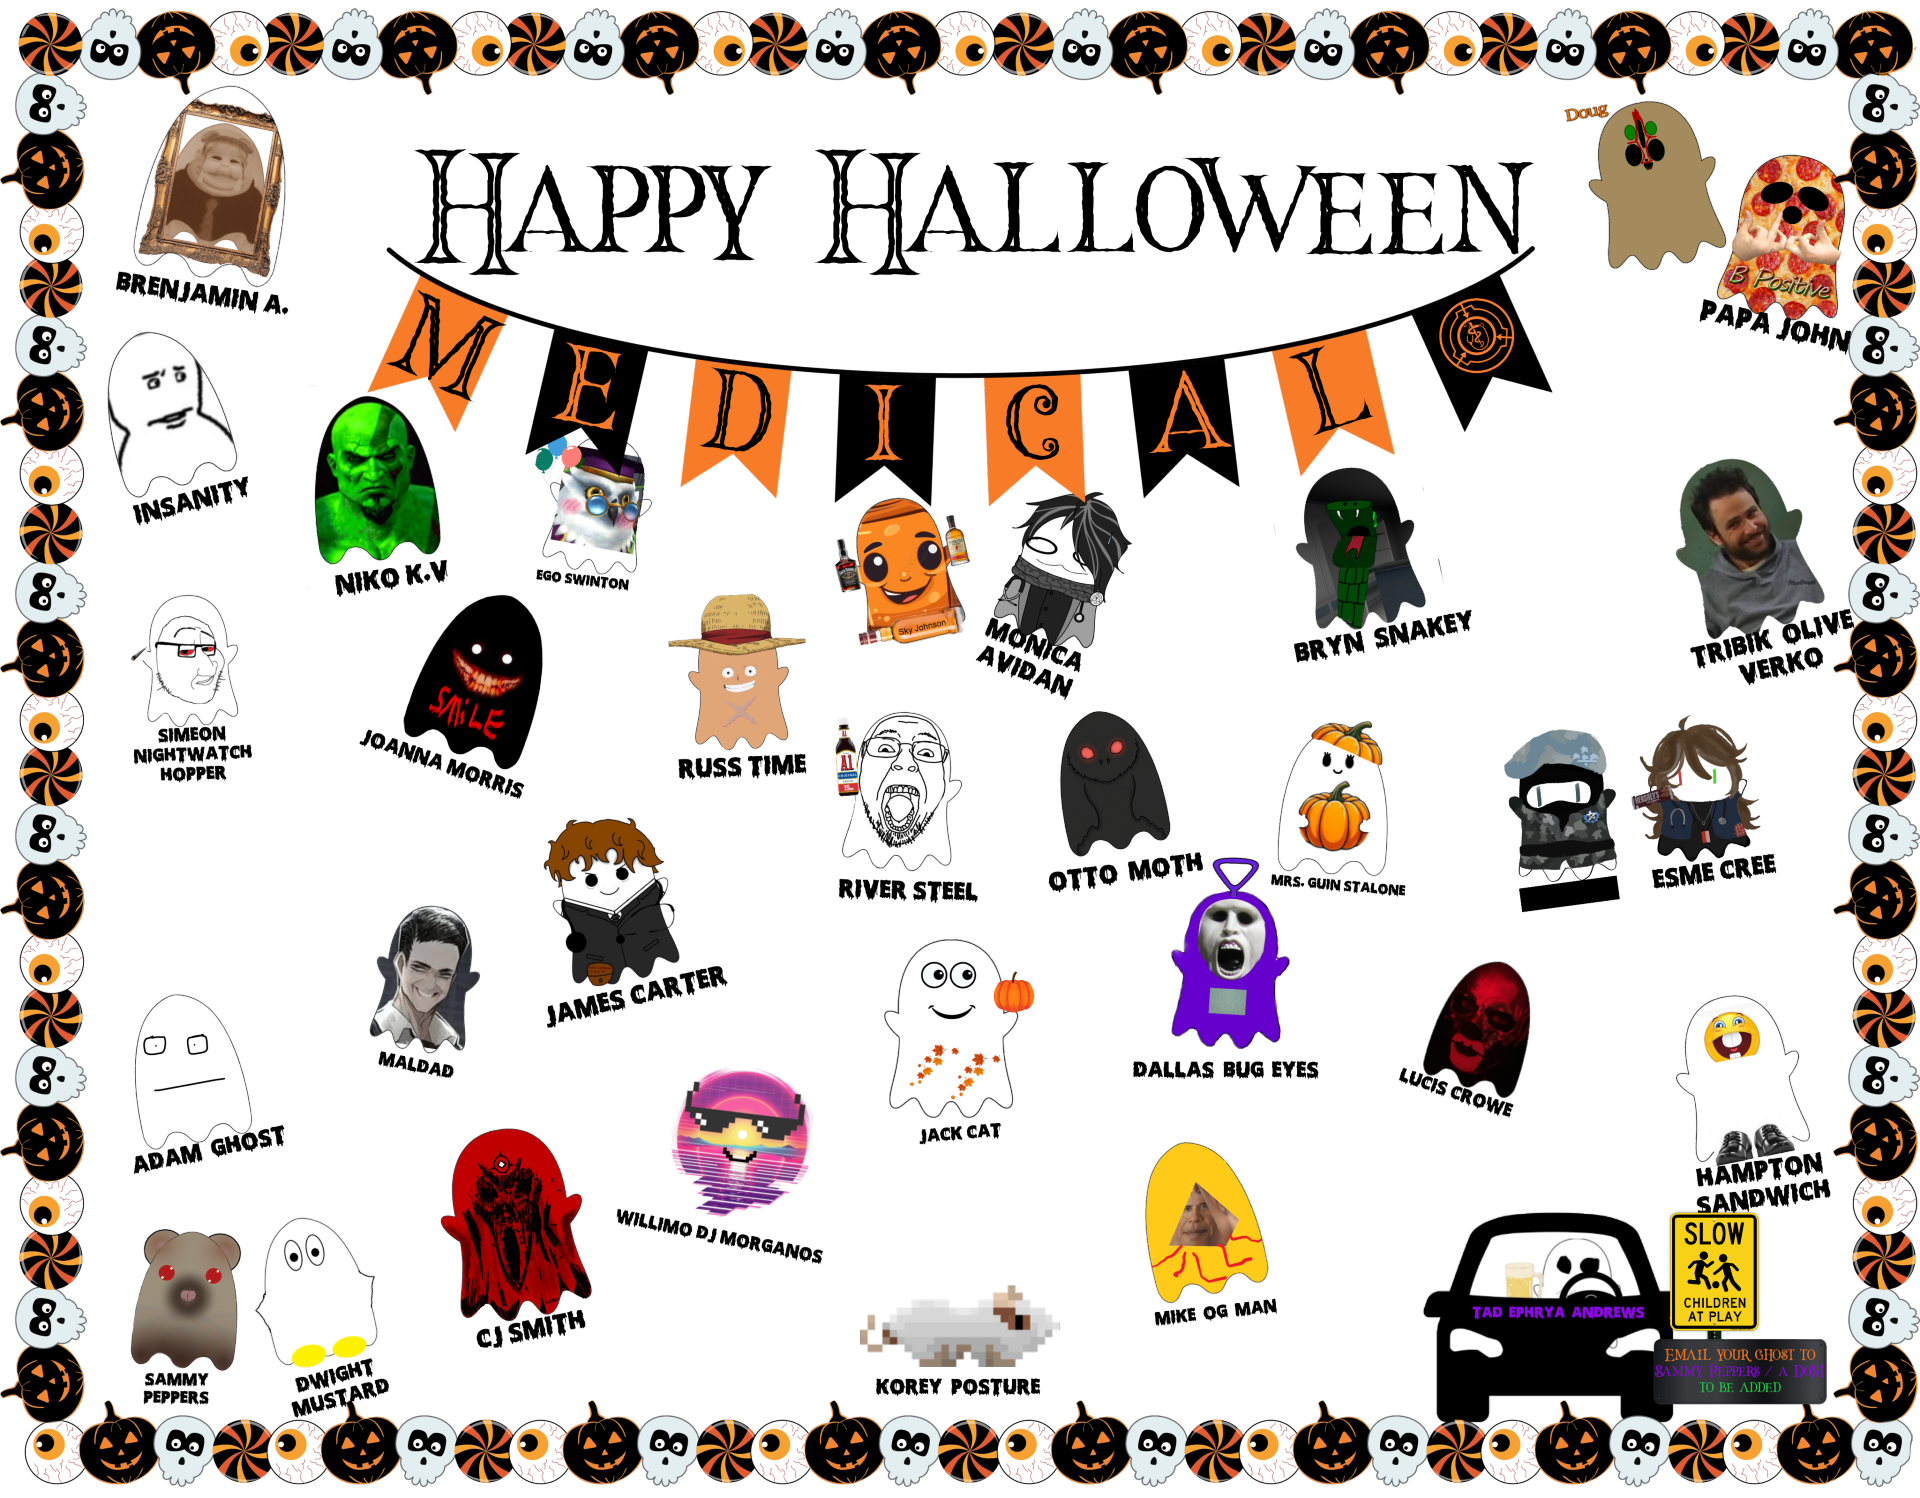 Happy Halloween
MEDICAL
Doug
B Positive
PAPA JOHN
BRENJAMIN A.
INSANITY
NIKO K.V
EGO SWINTON
Sky Johnson
MONICA
AVIDAN
BRYN SNAKEY
TRIBIK OLIVE
VERKO
SIMEON
NIGHTWATCH
HOPPER
SMiLE
JOANNA MORRIS
RUSS TIME
A1
RIVER STEEL
OTTO MOTH
MRS. GUIN STALONE
HERSHEY'S
ESME CREE
JAMES CARTER
MALDAD
JACK CAT
DALLAS BUG EYES
LUCIS CROWE
HAMPTON
SANDWICH
ADAM GHOST
CJ SMITH
WILLIMO DJ MORGANOS
MIKE OG MAN
SAMMY
PEPPERS
DWIGHT
MUSTARD
KOREY POSTURE
TAD EPHRYA ANDREWS
SLOW
CHILDREN
AT PLAY
Email your ghost to
Sammy Peppers / a DoM
to be added